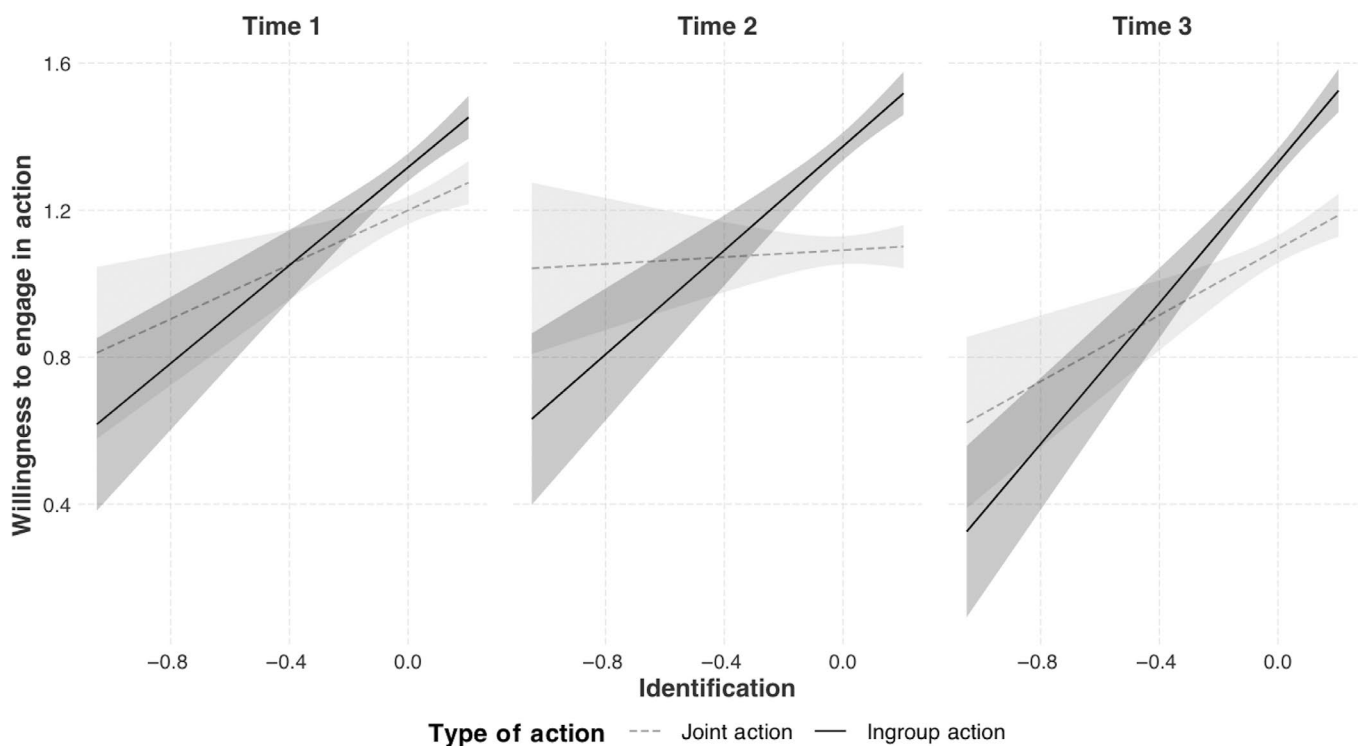 Time 1 Time 2 Time 3
Willingness to engage in action
1.6
1.2
0.8
0.4
−0.8 −0.4 0.0 −0.8 −0.4 0.0 −0.8 −0.4 0.0
Identification
Type of action Joint action Ingroup action